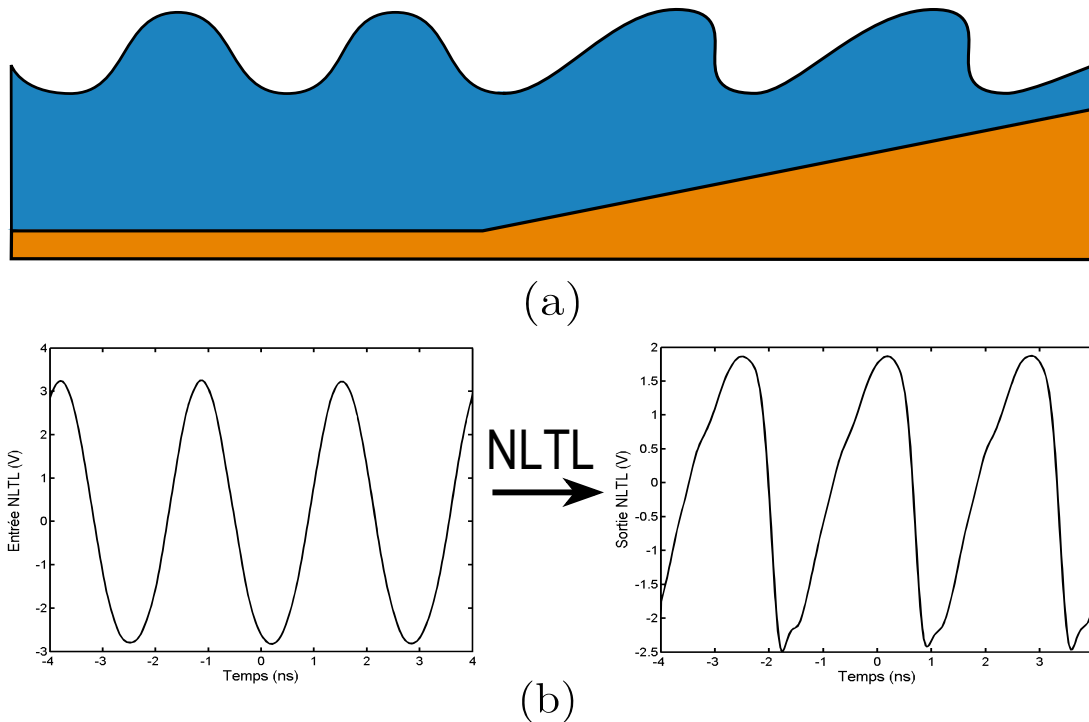 (a)
Entrée NLTL (V)
4
3
2
1
0
-1
-2
-3
-4 -3 -2 -1 0 1 2 3 4
Temps (ns)
NLTL
Sortie NLTL (V)
2
1.5
1
0.5
0
-0.5
-1
-1.5
-2
-2.5
-4 -3 -2 -1 0 1 2 3
Temps (ns)
(b)